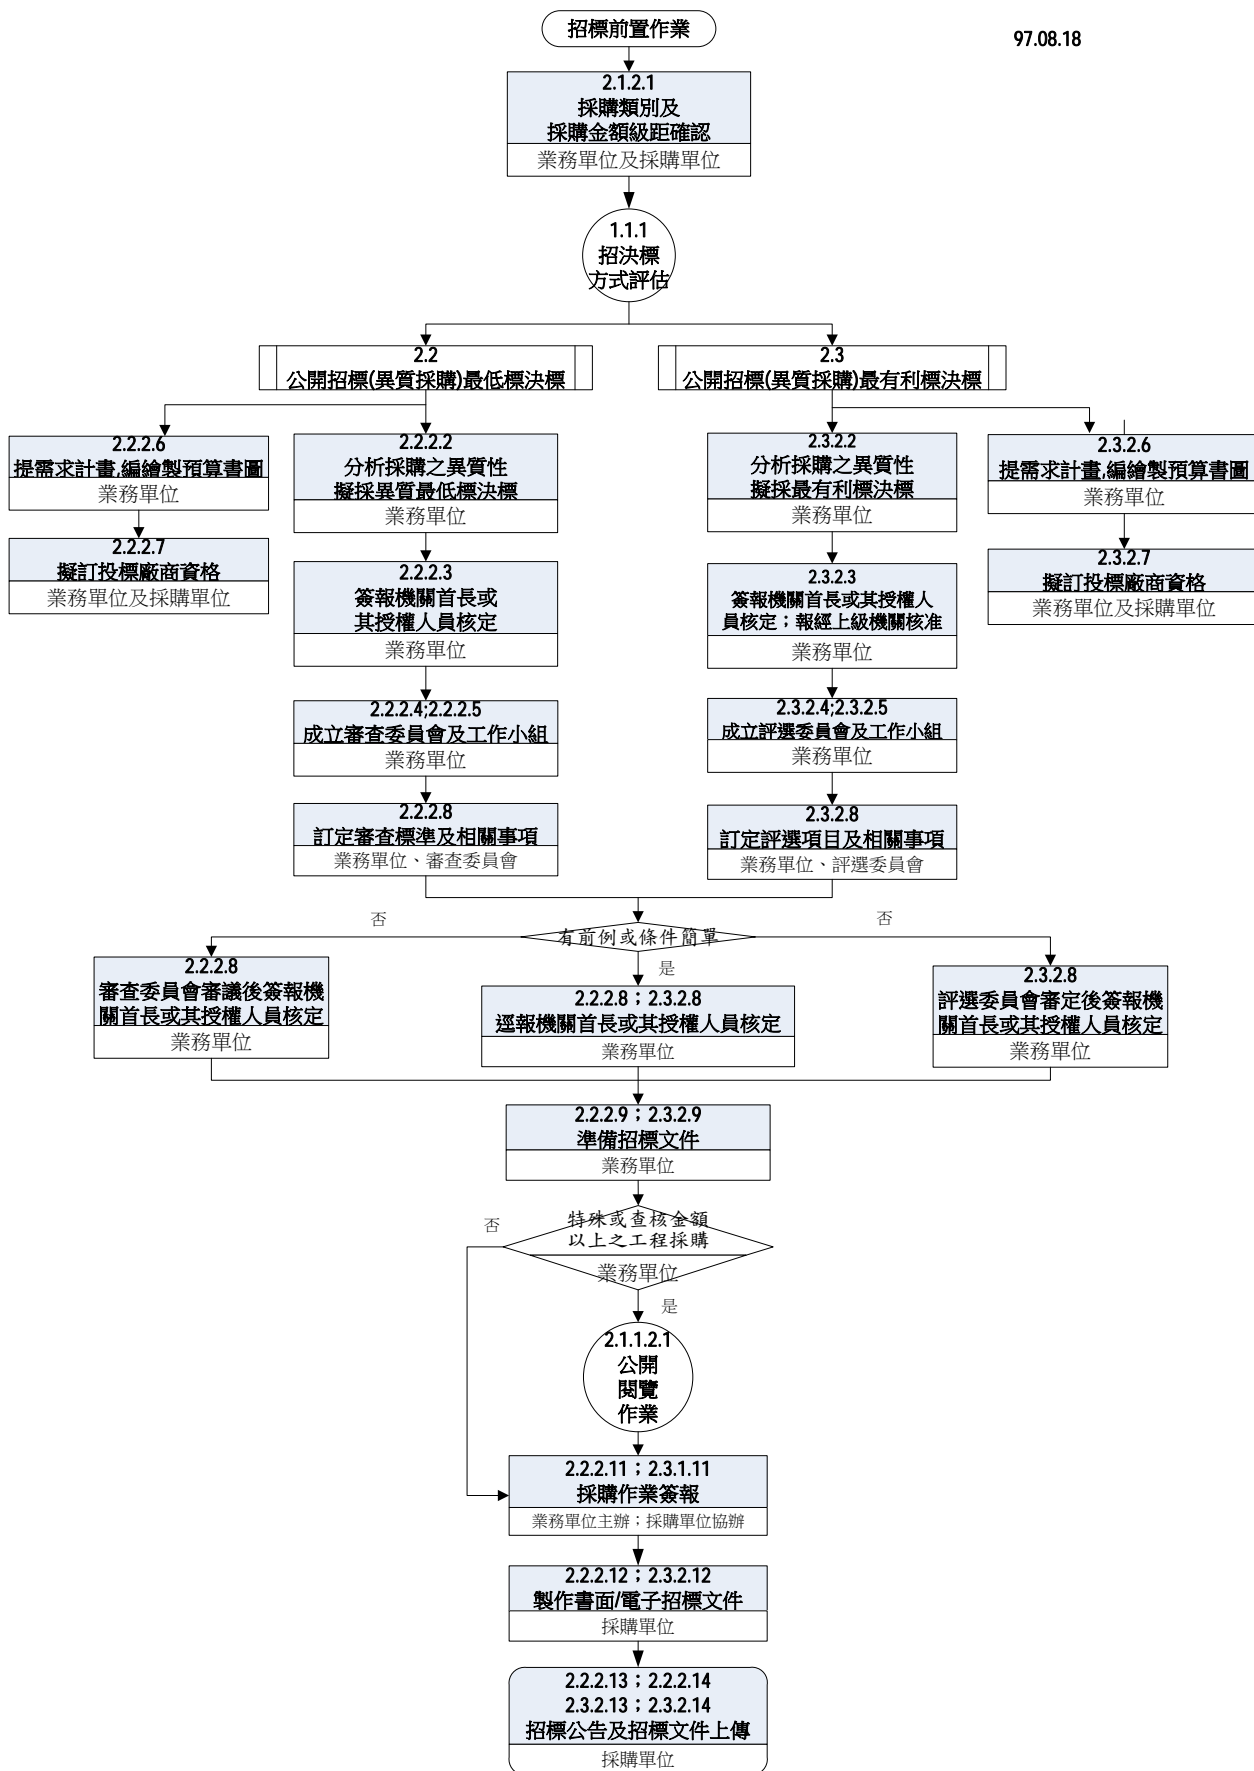 招標前置作業
97.08.18
2.1.2.1
採購類別及
採購金額級距確認
業務單位及採購單位
1.1.1
招決標
方式評估
2.2
公開招標(異質採購)最低標決標
2.3
公開招標(異質採購)最有利標決標
2.2.2.6
提需求計畫,編繪製預算書圖
業務單位
2.2.2.7
擬訂投標廠商資格
業務單位及採購單位
2.2.2.2
分析採購之異質性
擬採異質最低標決標
業務單位
2.2.2.3
簽報機關首長或
其授權人員核定
業務單位
2.2.2.4;2.2.2.5
成立審查委員會及工作小組
業務單位
2.2.2.8
訂定審查標準及相關事項
業務單位、審查委員會
2.3.2.2
分析採購之異質性
擬採最有利標決標
業務單位
2.3.2.3
簽報機關首長或其授權人
員核定；報經上級機關核准
業務單位
2.3.2.4;2.3.2.5
成立評選委員會及工作小組
業務單位
2.3.2.8
訂定評選項目及相關事項
業務單位、評選委員會
2.3.2.6
提需求計畫,編繪製預算書圖
業務單位
2.3.2.7
擬訂投標廠商資格
業務單位及採購單位
有前例或條件簡單
否
否
是
2.2.2.8
審查委員會審議後簽報機
關首長或其授權人員核定
業務單位
2.2.2.8；2.3.2.8
逕報機關首長或其授權人員核定
業務單位
2.3.2.8
評選委員會審定后簽報機
關首長或其授權人員核定
業務單位
2.2.2.9；2.3.2.9
準備招標文件
業務單位
特殊或查核金額
以上之工程採購
業務單位
否
是
2.1.1.2.1
公開
閱覽
作業
2.2.2.11；2.3.1.11
採購作業簽報
業務單位主辦；採購單位協辦
2.2.2.12；2.3.2.12
製作書面/電子招標文件
採購單位
2.2.2.13；2.2.2.14
2.3.2.13；2.3.2.14
招標公告及招標文件上傳
採購單位